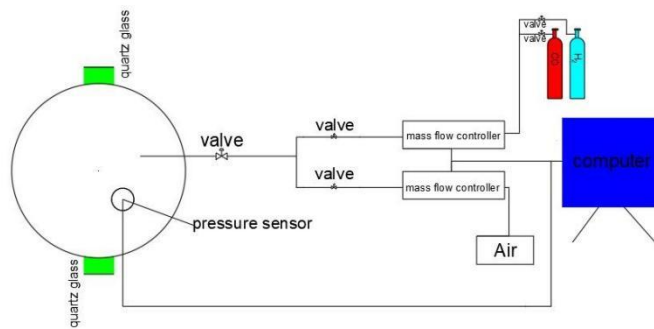 quartz glass
valve
valve
CO
H₂
valve
mass flow controller
valve
computer
valve
mass flow controller
pressure sensor
Air
quartz glass